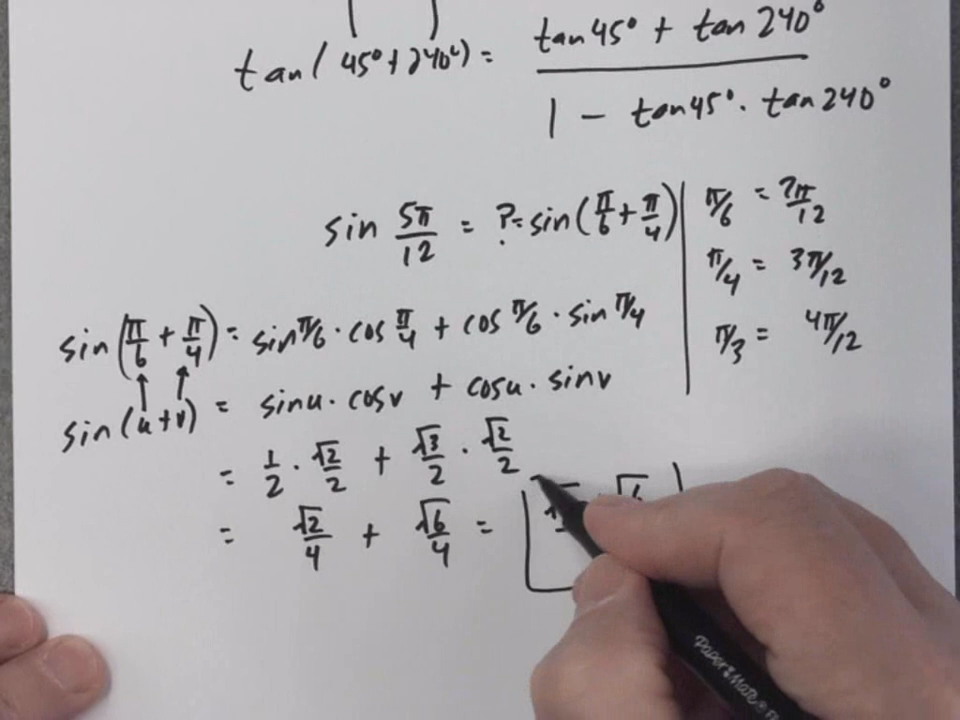 tan(45°+240°) = tan45° + tan240° / 1 - tan45° · tan240°
sin 5π/12 = ? = sin(π/6 + π/4)
π/6 = 2π/12
π/4 = 3π/12
π/3 = 4π/12
sin(π/6 + π/4) = sin π/6 · cos π/4 + cos π/6 · sin π/4
sin(u+v) = sinu · cosv + cosu · sinv
= 1/2 · √2/2 + √3/2 · √2/2
= √2/4 + √6/4 =
√6
PaperMate®